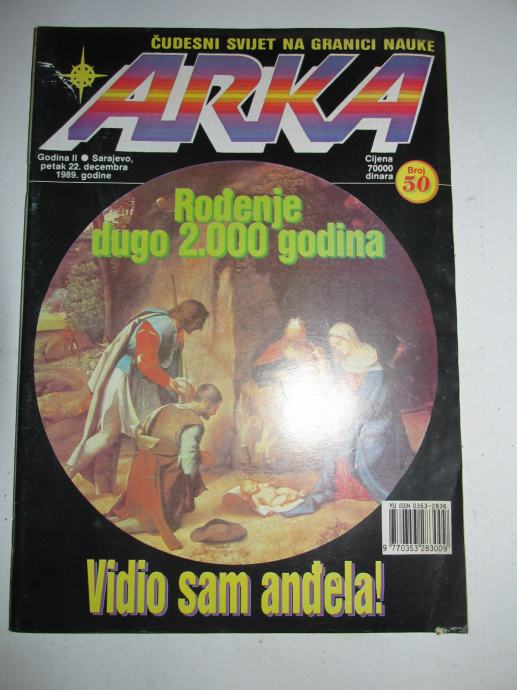 ČUDESNI SVIJET NA GRANICI NAUKE
ARKA
Godina II ● Sarajevo,
petak 22. decembra
1989. godine
Cijena
70000
dinara
Broj
50
Rođenje
dugo 2.000 godina
YU ISSN 0353-2836
9 770353 283009
Vidio sam anđela!